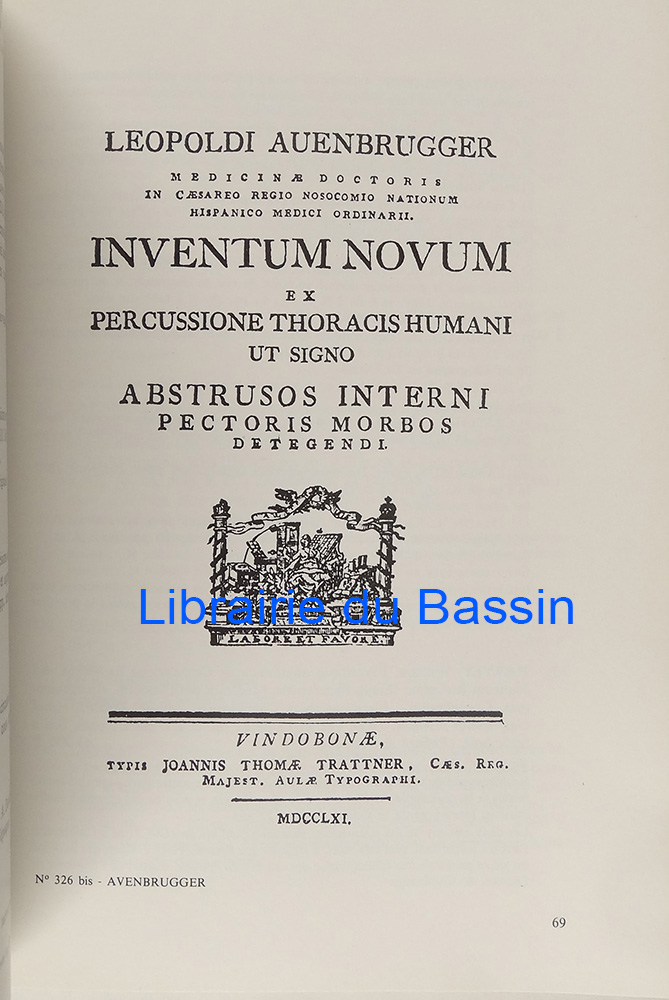 LEOPOLDI AUENBRUGGER
MEDICINÆ DOCTORIS
IN CÆSAREO REGIO NOSOCOMIO NATIONUM
HISPANICO MEDICI ORDINARII.
INVENTUM NOVUM
EX
PERCUSSIONE THORACIS HUMANI
UT SIGNO
ABSTRUSOS INTERNI
PECTORIS MORBOS
DETEGENDI.
Librairie du Bassin
LABORE ET FAVORE.
VINDOBONÆ,
TYPIS JOANNIS THOMÆ TRATTNER, CÆS. REG.
MAJEST. AULÆ TYPOGRAPHI.
MDCCLXI.
Nº 326 bis - AVENBRUGGER
69